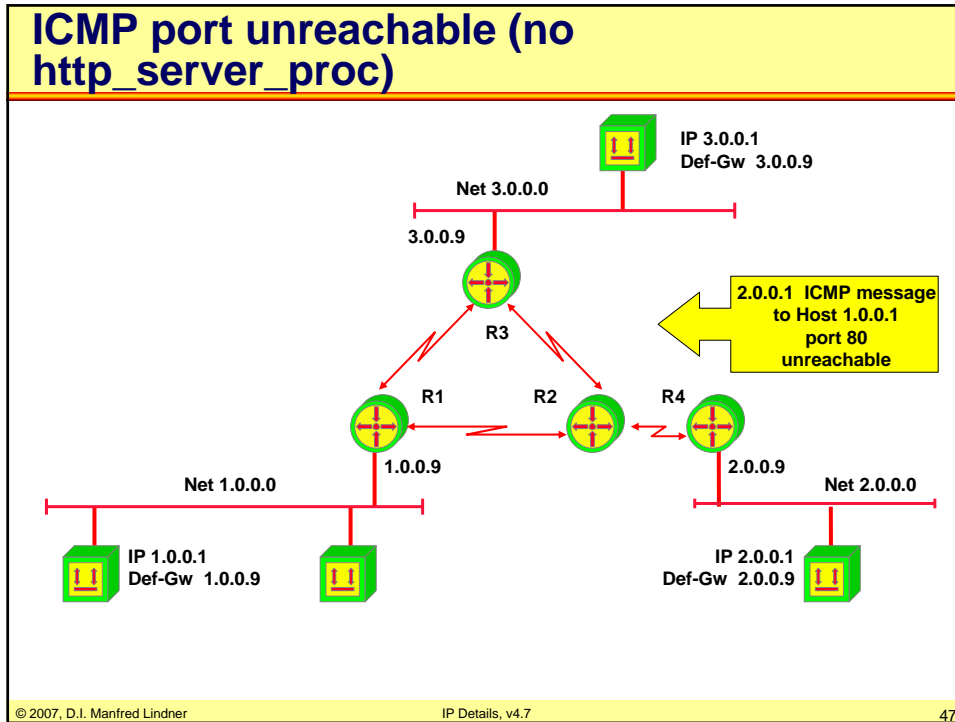 ICMP port unreachable (no
http_server_proc)
IP 3.0.0.1
Def-Gw 3.0.0.9
Net 3.0.0.0
3.0.0.9
R3
2.0.0.1 ICMP message
to Host 1.0.0.1
port 80
unreachable
R1
R2
R4
1.0.0.9
2.0.0.9
Net 1.0.0.0
Net 2.0.0.0
IP 1.0.0.1
Def-Gw 1.0.0.9
IP 2.0.0.1
Def-Gw 2.0.0.9
© 2007, D.I. Manfred Lindner
IP Details, v4.7
47